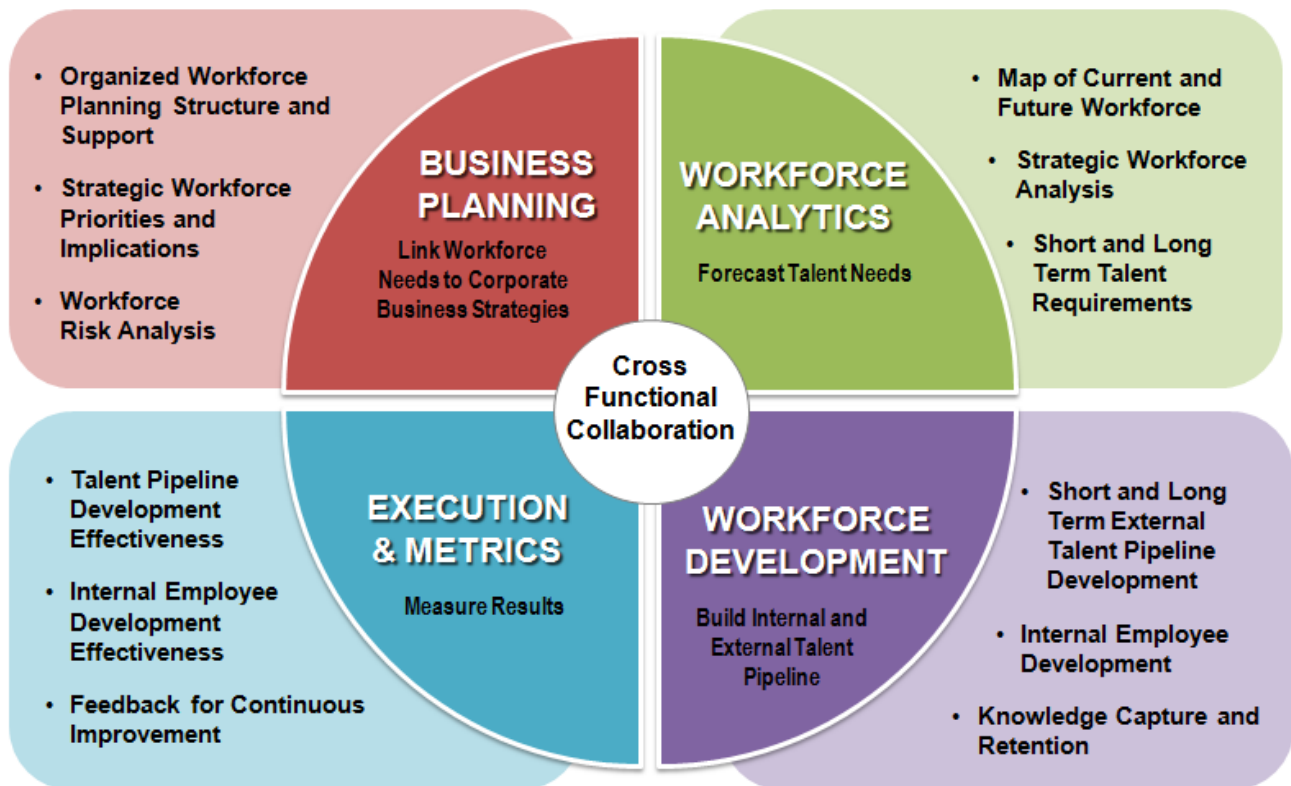 • Organized Workforce
Planning Structure and
Support
• Strategic Workforce
Priorities and
Implications
• Workforce
Risk Analysis
BUSINESS
PLANNING
Link Workforce
Needs to Corporate
Business Strategies
WORKFORCE
ANALYTICS
Forecast Talent Needs
• Map of Current and
Future Workforce
• Strategic Workforce
Analysis
• Short and Long
Term Talent
Requirements
Cross
Functional
Collaboration
• Talent Pipeline
Development
Effectiveness
• Internal Employee
Development
Effectiveness
• Feedback for Continuous
Improvement
EXECUTION
& METRICS
Measure Results
WORKFORCE
DEVELOPMENT
Build Internal and
External Talent
Pipeline
• Short and Long
Term External
Talent Pipeline
Development
• Internal Employee
Development
• Knowledge Capture and
Retention